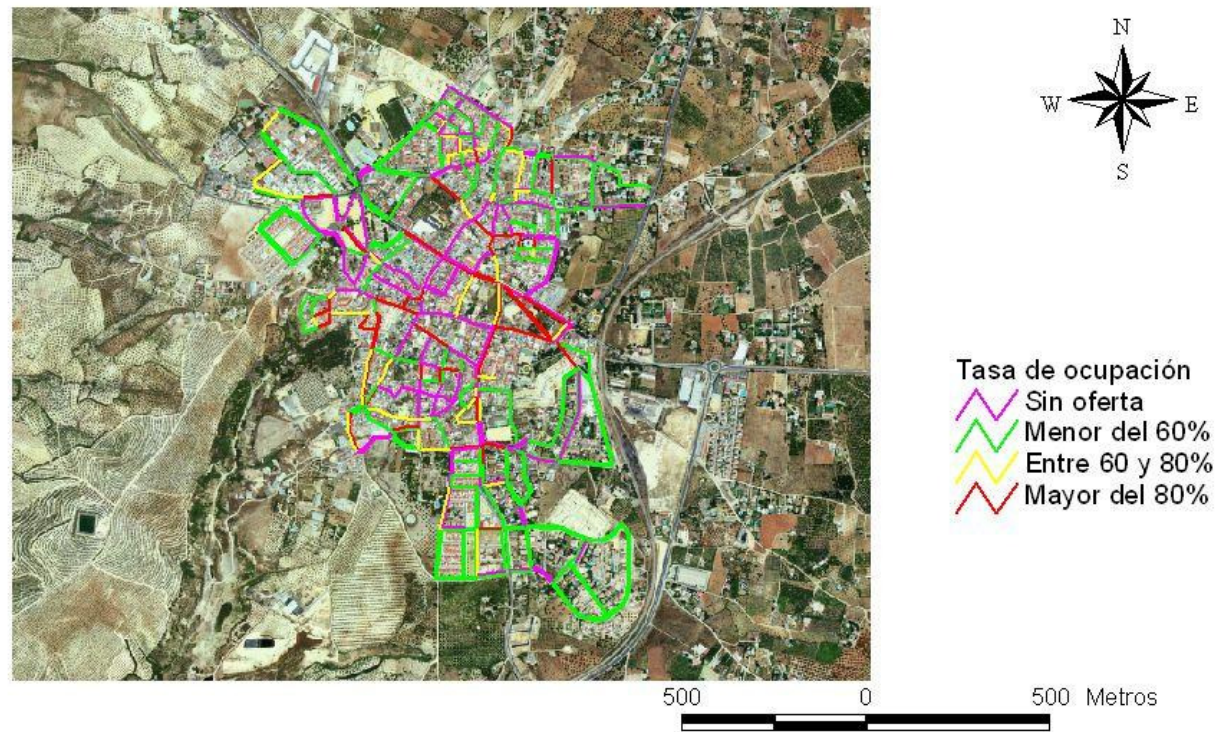 N
W E
S
Tasa de ocupación
Sin oferta
Menor del 60%
Entre 60 y 80%
Mayor del 80%
500 0 500 Metros